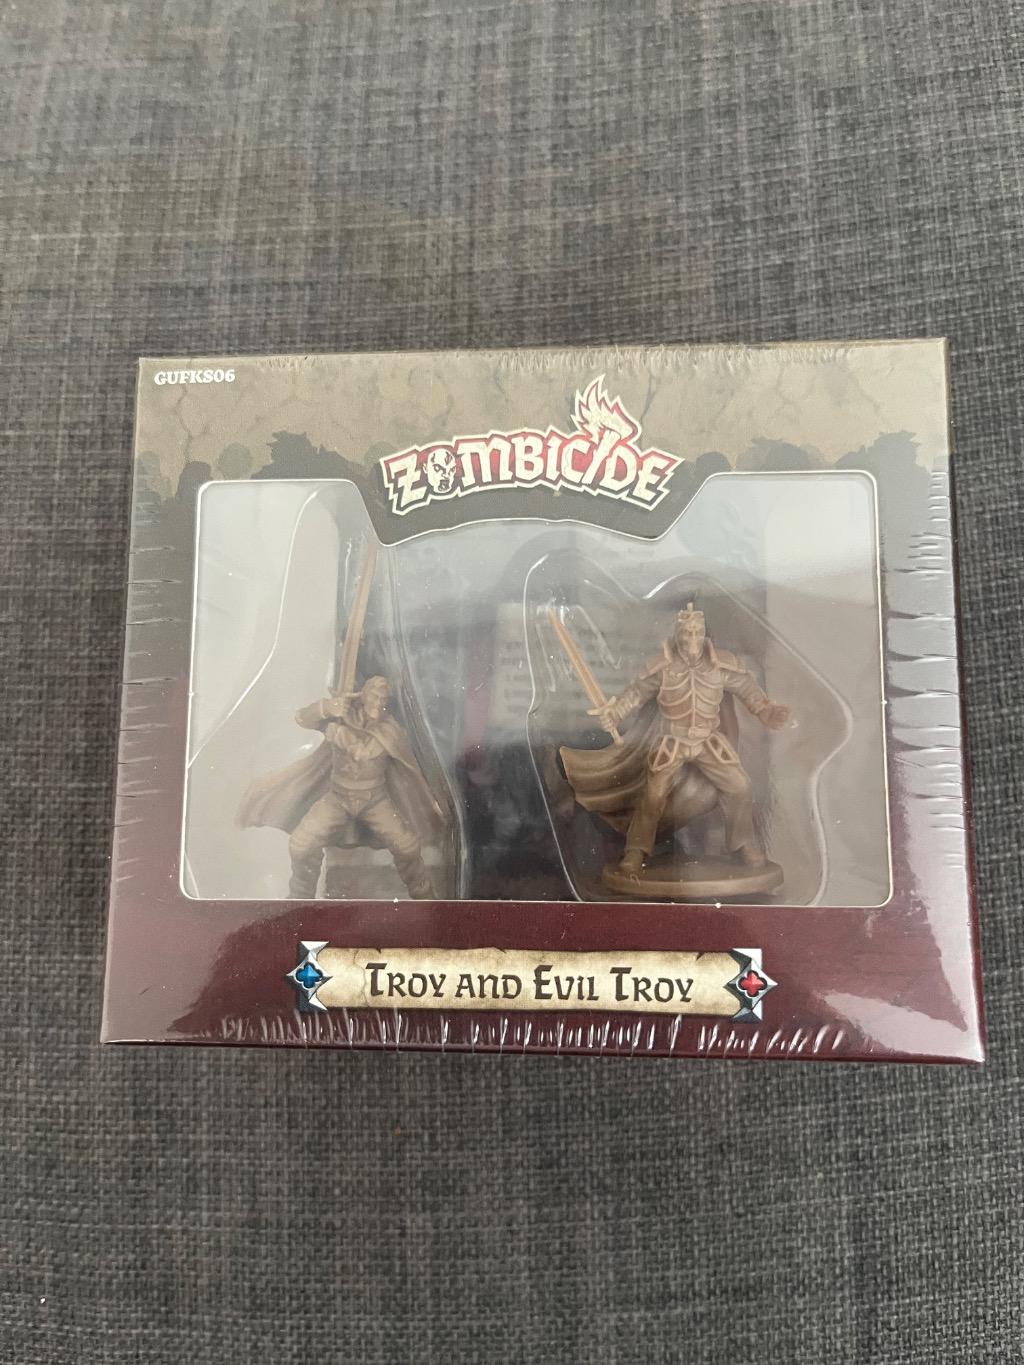 GUFKS06
ZOMBICIDE
TROY AND EVIL TROY